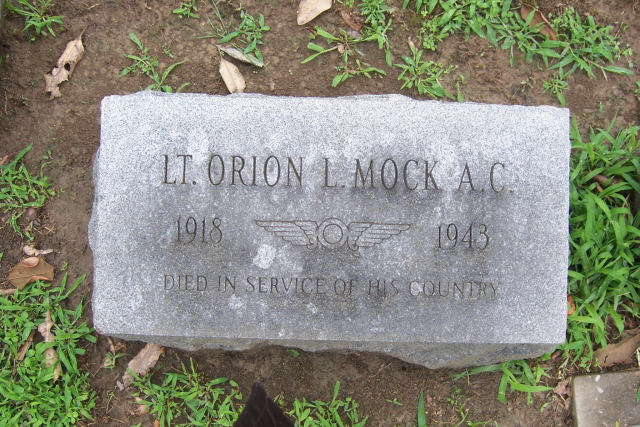 LT. ORION L. MOCK A.C.
1918 1943
DIED IN SERVICE OF HIS COUNTRY